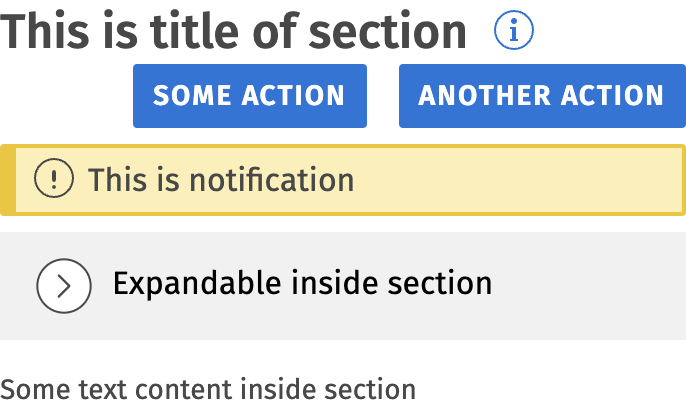 This is title of section
SOME ACTION ANOTHER ACTION
This is notification
Expandable inside section
Some text content inside section